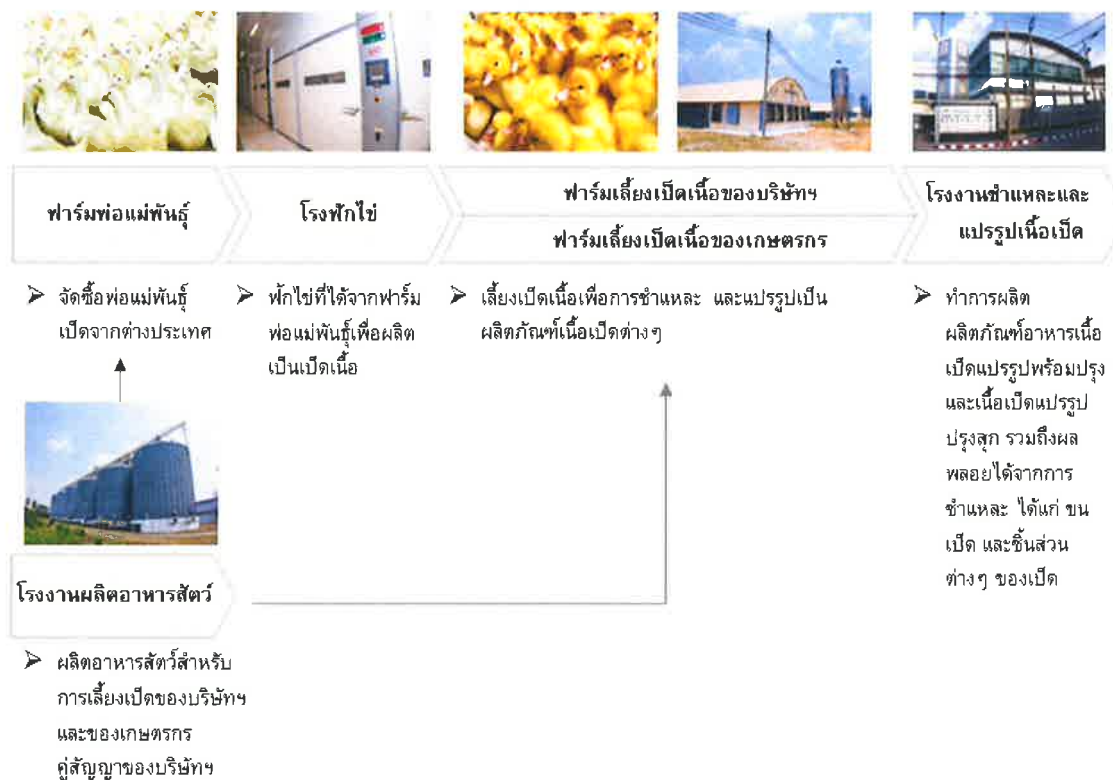 ฟาร์มพ่อแม่พันธุ์
โรงฟักไข่
ฟาร์มเลี้ยงเป็ดเนื้อของบริษัทฯ
ฟาร์มเลี้ยงเป็ดเนื้อของเกษตรกร
โรงงานชำแหละและ
แปรรูปเนื้อเป็ด
➢ จัดซื้อพ่อแม่พันธุ์
เป็ดจากต่างประเทศ
➢ ฟักไข่ที่ได้จากฟาร์ม
พ่อแม่พันธุ์เพื่อผลิต
เป็นเป็ดเนื้อ
➢ เลี้ยงเป็ดเนื้อเพื่อการชำแหละ และแปรรูปเป็น
ผลิตภัณฑ์เนื้อเป็ดต่างๆ
➢ ทำการผลิต
ผลิตภัณฑ์อาหารเนื้อ
เป็ดแปรรูปพร้อมปรุง
และเนื้อเป็ดแปรรูป
ปรุงสุก รวมถึงผล
พลอยได้จากการ
ชำแหละ ได้แก่ ขน
เป็ด และชิ้นส่วน
ต่างๆ ของเป็ด
โรงงานผลิตอาหารสัตว์
➢ ผลิตอาหารสัตว์สำหรับ
การเลี้ยงเป็ดของบริษัทฯ
และของเกษตรกร
คู่สัญญาของบริษัทฯ